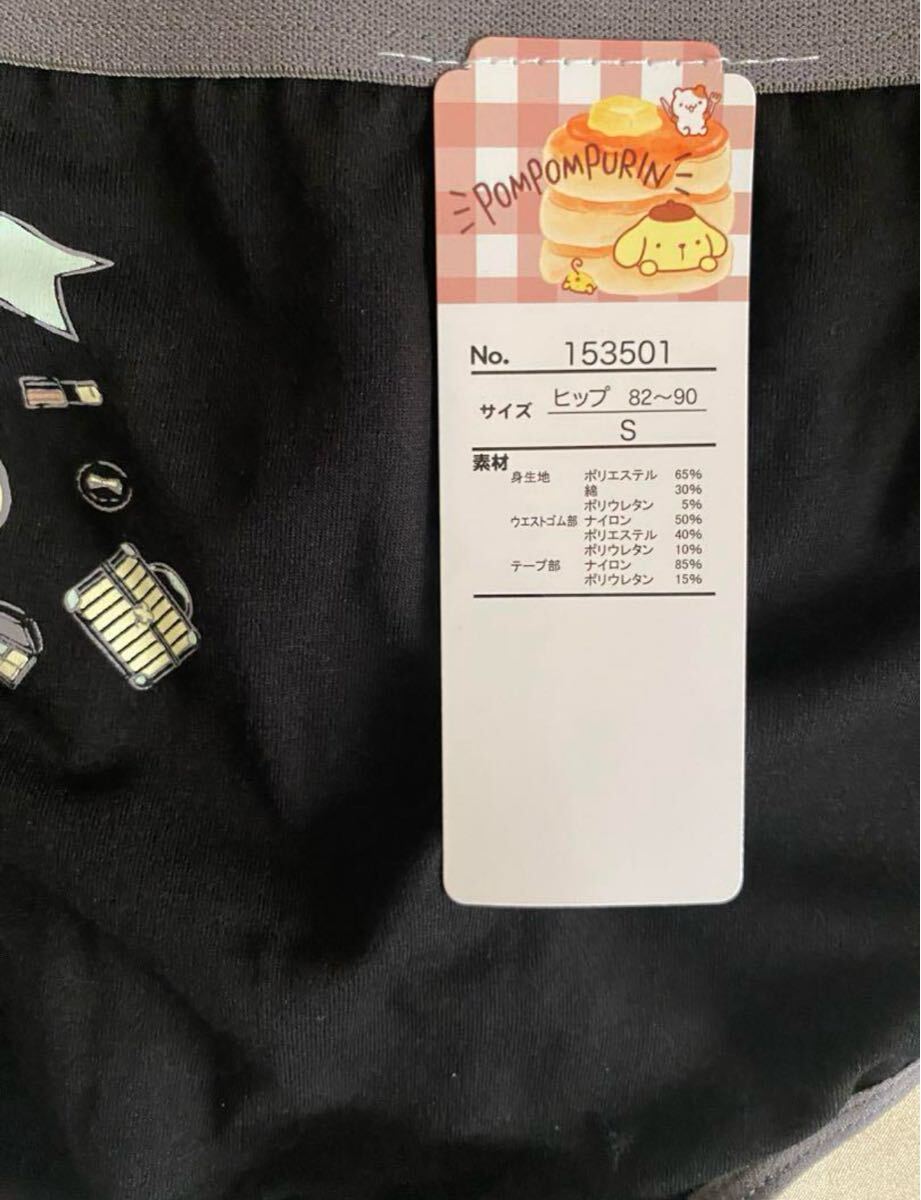 POMPOMPURIN
No. 153501
サイズ ヒップ 82〜90
S
素材
身生地 ポリエステル 65%
綿 30%
ポリウレタン 5%
ウエストゴム部 ナイロン 50%
ポリエステル 40%
ポリウレタン 10%
テープ部 ナイロン 85%
ポリウレタン 15%